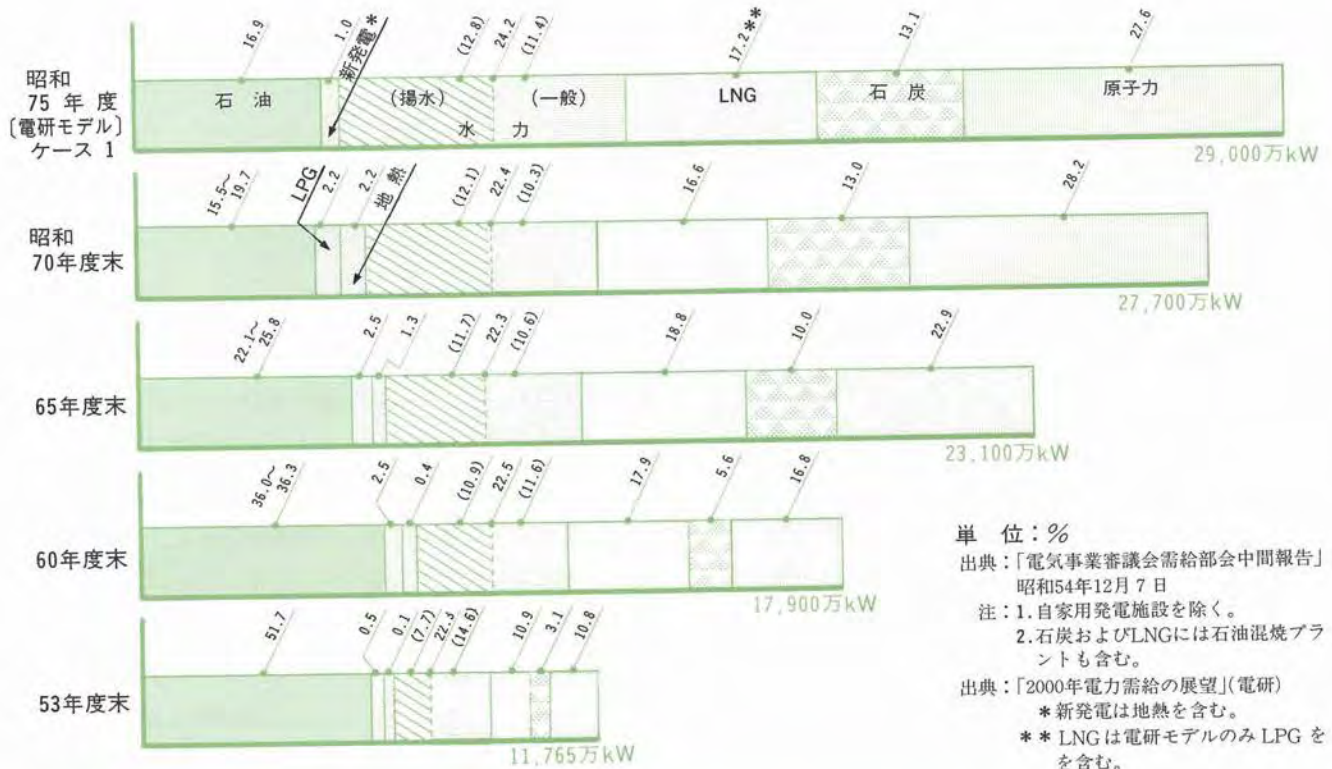 16.9 1.0 新発電* (12.8) 24.2 (11.4) 17.2** 13.1 27.6
昭和
75年度
〔電研モデル〕
ケース 1
石油 (揚水) (一般) LNG 石炭 原子力
水力
29,000万kW
15.5～19.7 LPG 2.2 2.2 地熱 (12.1) 22.4 (10.3) 16.6 13.0 28.2
昭和
70年度末
27,700万kW
22.1～25.8 2.5 1.3 (11.7) 22.3 (10.6) 18.8 10.0 22.9
65年度末
23,100万kW
36.0～36.3 2.5 0.4 (10.9) 22.5 (11.6) 17.9 5.6 16.8
60年度末
17,900万kW
51.7 0.5 0.1 (7.7) 22.3 (14.6) 10.9 3.1 10.8
53年度末
11,765万kW
単 位：%
出典：「電気事業審議会需給部会中間報告」
昭和54年12月7日
注：1.自家用発電施設を除く。
2.石炭およびLNGには石油混焼プラ
ントも含む。
出典：「2000年電力需給の展望」(電研)
*新発電は地熱を含む。
**LNGは電研モデルのみLPGを
を含む。